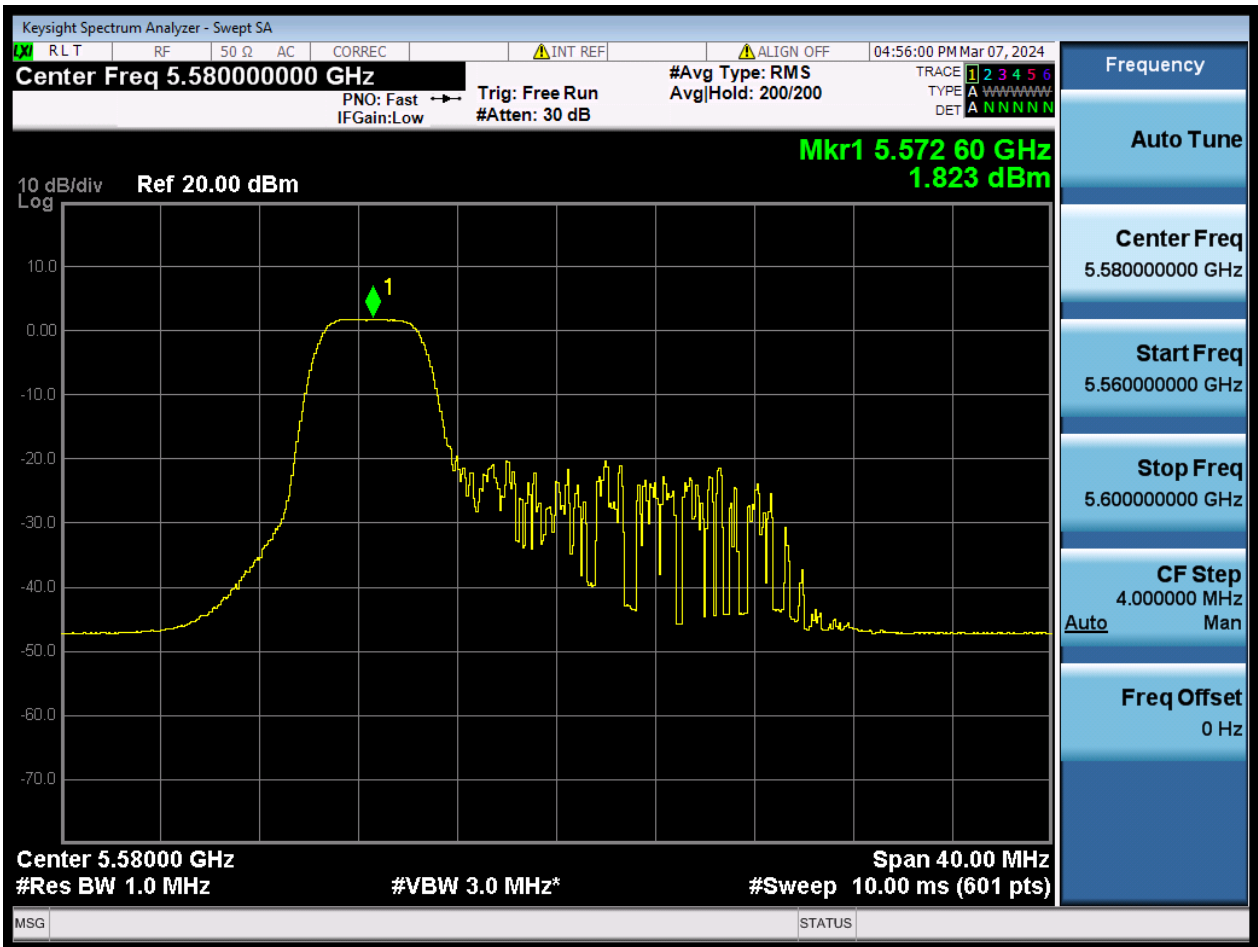 Keysight Spectrum Analyzer - Swept SA
LXI RLT RF 50 Ω AC CORREC INT REF ALIGN OFF 04:56:00 PM Mar 07, 2024
Center Freq 5.580000000 GHz
PNO: Fast
IFGain:Low
Trig: Free Run
#Atten: 30 dB
#Avg Type: RMS
Avg|Hold: 200/200
TRACE 1 2 3 4 5 6
TYPE A WWWWW
DET A N N N N N
Mkr1 5.572 60 GHz
1.823 dBm
10 dB/div Ref 20.00 dBm
Log
10.0
0.00
-10.0
-20.0
-30.0
-40.0
-50.0
-60.0
-70.0
1
Center 5.58000 GHz
Span 40.00 MHz
#Res BW 1.0 MHz
#VBW 3.0 MHz*
#Sweep 10.00 ms (601 pts)
MSG
STATUS
Frequency
Auto Tune
Center Freq
5.580000000 GHz
Start Freq
5.560000000 GHz
Stop Freq
5.600000000 GHz
CF Step
4.000000 MHz
Auto Man
Freq Offset
0 Hz